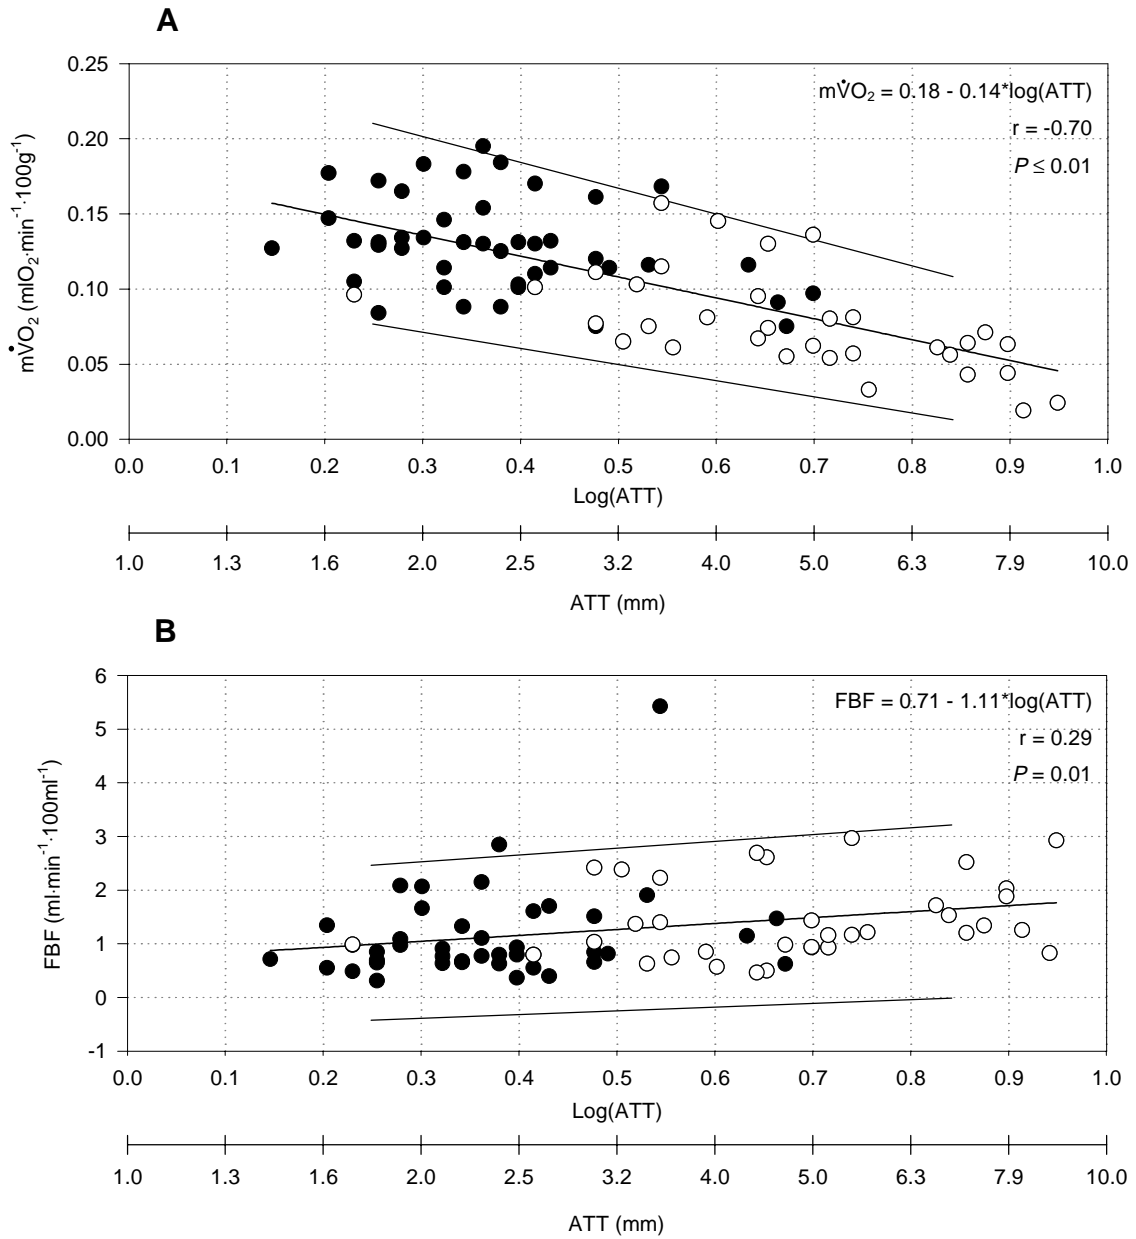 A
0.25
mV̇O₂ = 0.18 - 0.14*log(ATT)
0.20
r = -0.70
P ≤ 0.01
0.15
mV̇O₂ (mlO₂·min⁻¹·100g⁻¹)
0.10
0.05
0.00
0.0 0.1 0.2 0.3 0.4 0.5 0.6 0.7 0.8 0.9 1.0
Log(ATT)
1.0 1.3 1.6 2.0 2.5 3.2 4.0 5.0 6.3 7.9 10.0
ATT (mm)
B
6
FBF = 0.71 - 1.11*log(ATT)
5
r = 0.29
P = 0.01
4
3
FBF (ml·min⁻¹·100ml⁻¹)
2
1
0
-1
0.0 0.1 0.2 0.3 0.4 0.5 0.6 0.7 0.8 0.9 1.0
Log(ATT)
1.0 1.3 1.6 2.0 2.5 3.2 4.0 5.0 6.3 7.9 10.0
ATT (mm)